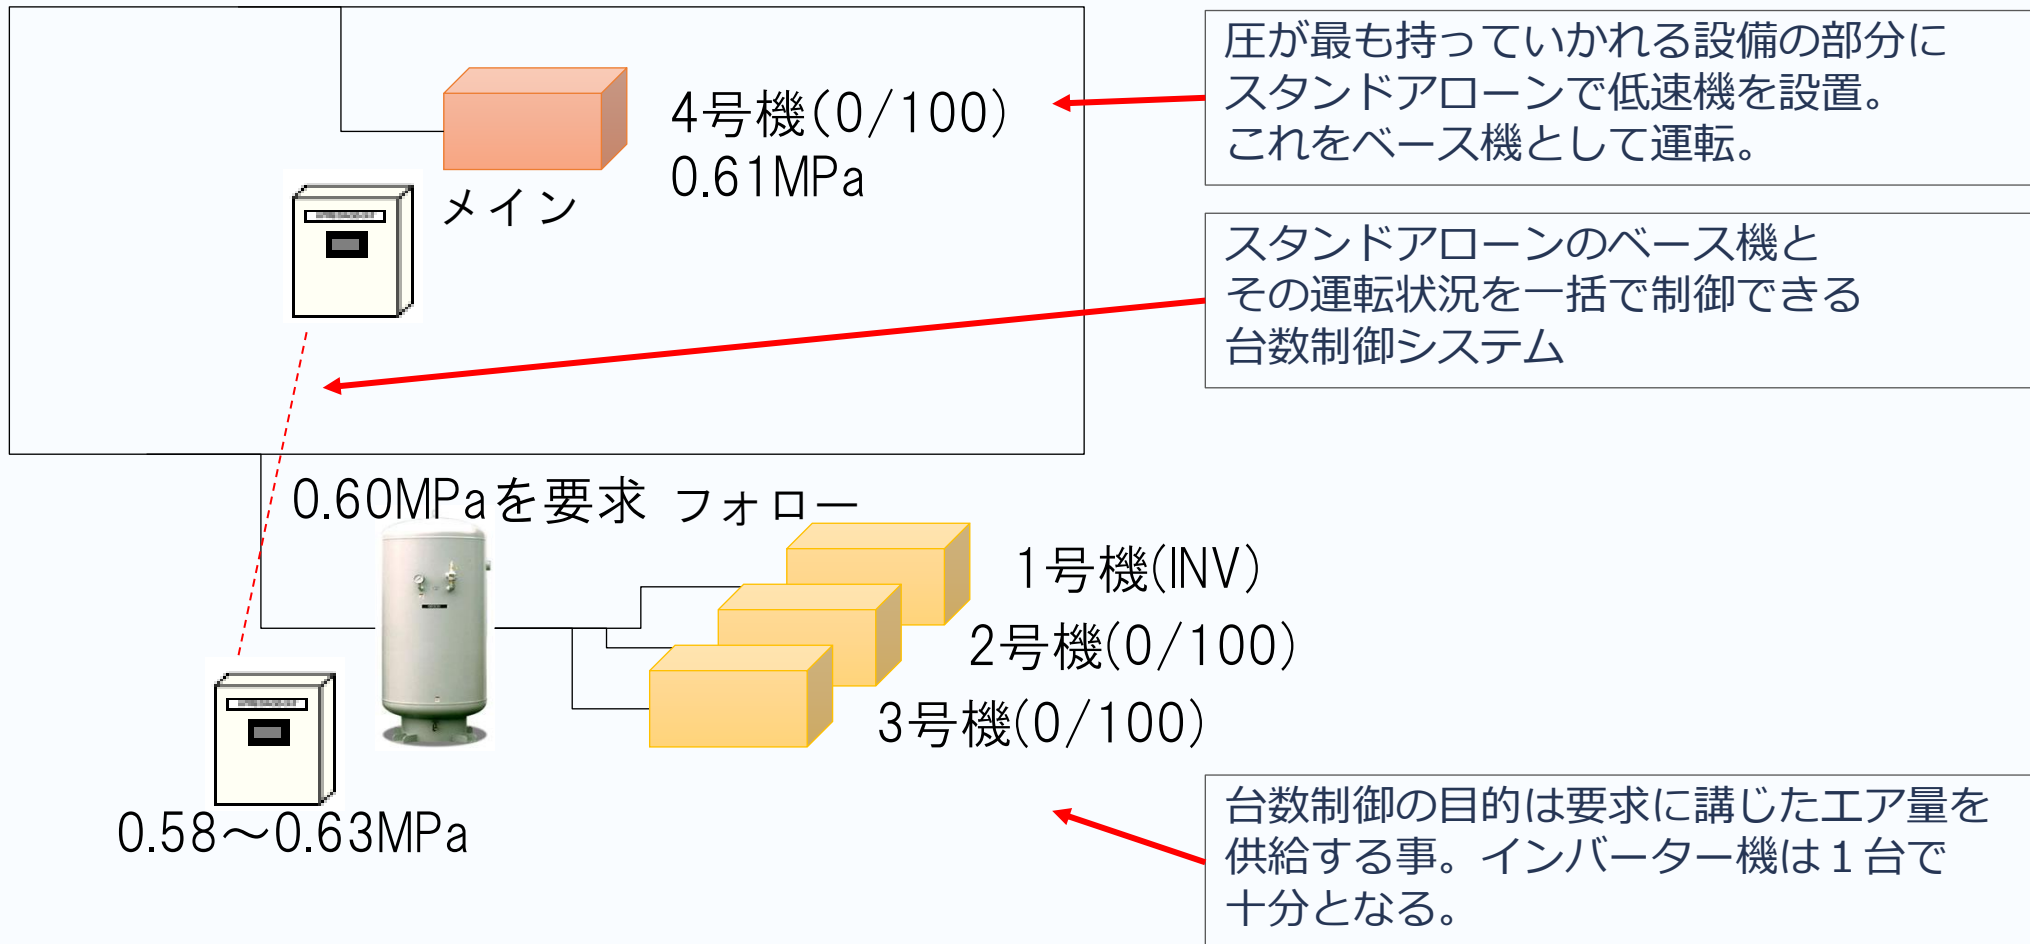 圧が最も持っていかれる設備の部分に
スタンドアローンで低速機を設置。
これをベース機として運転。
4号機(0/100)
0.61MPa
メイン
スタンドアローンのベース機と
その運転状況を一括で制御できる
台数制御システム
0.60MPaを要求
フォロー
1号機(INV)
2号機(0/100)
3号機(0/100)
0.58～0.63MPa
台数制御の目的は要求に講じたエア量を
供給する事。インバーター機は１台で
十分となる。